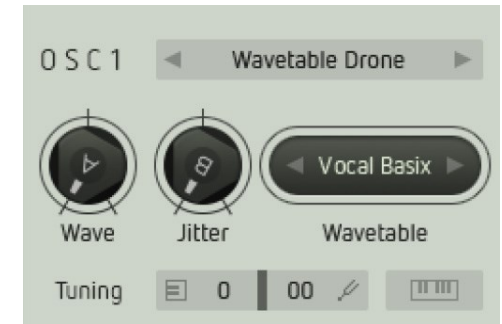 OSC1
Wavetable Drone
A
B
Vocal Basix
Wave
Jitter
Wavetable
Tuning
0
00